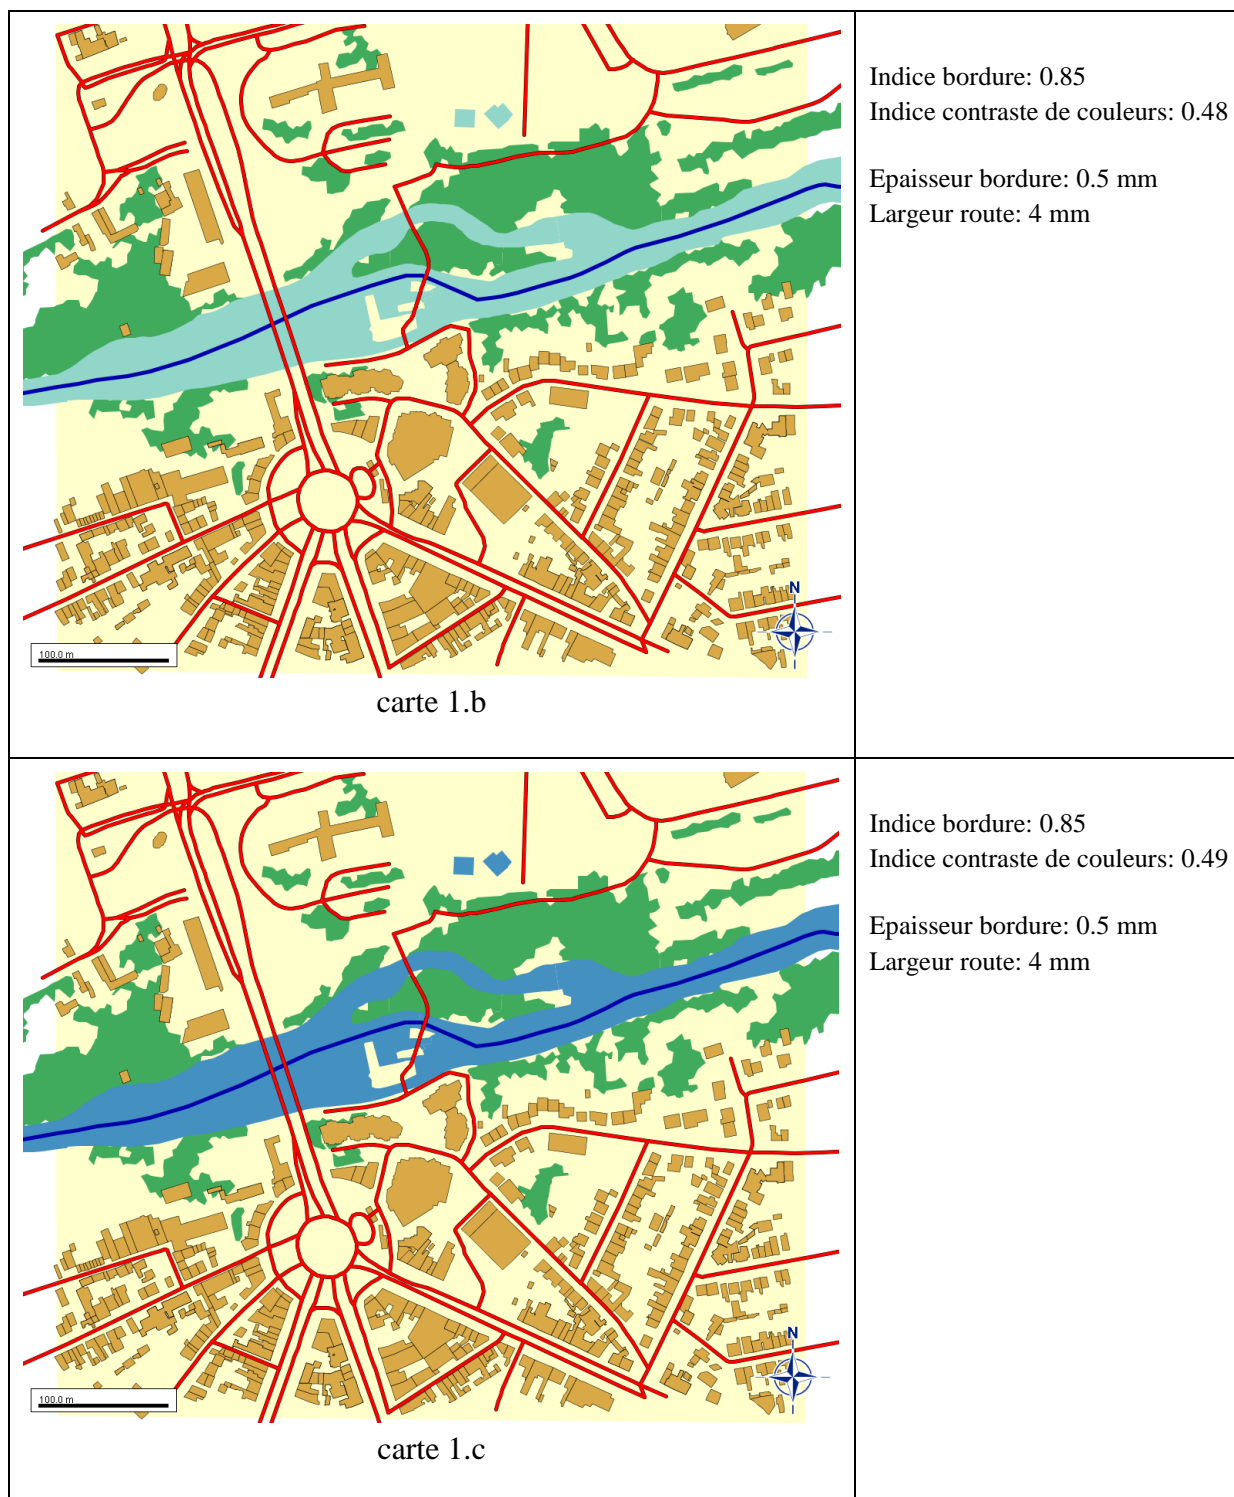 Indice bordure: 0.85
Indice contraste de couleurs: 0.48
Epaisseur bordure: 0.5 mm
Largeur route: 4 mm
N
100.0 m
carte 1.b
Indice bordure: 0.85
Indice contraste de couleurs: 0.49
Epaisseur bordure: 0.5 mm
Largeur route: 4 mm
N
100.0 m
carte 1.c